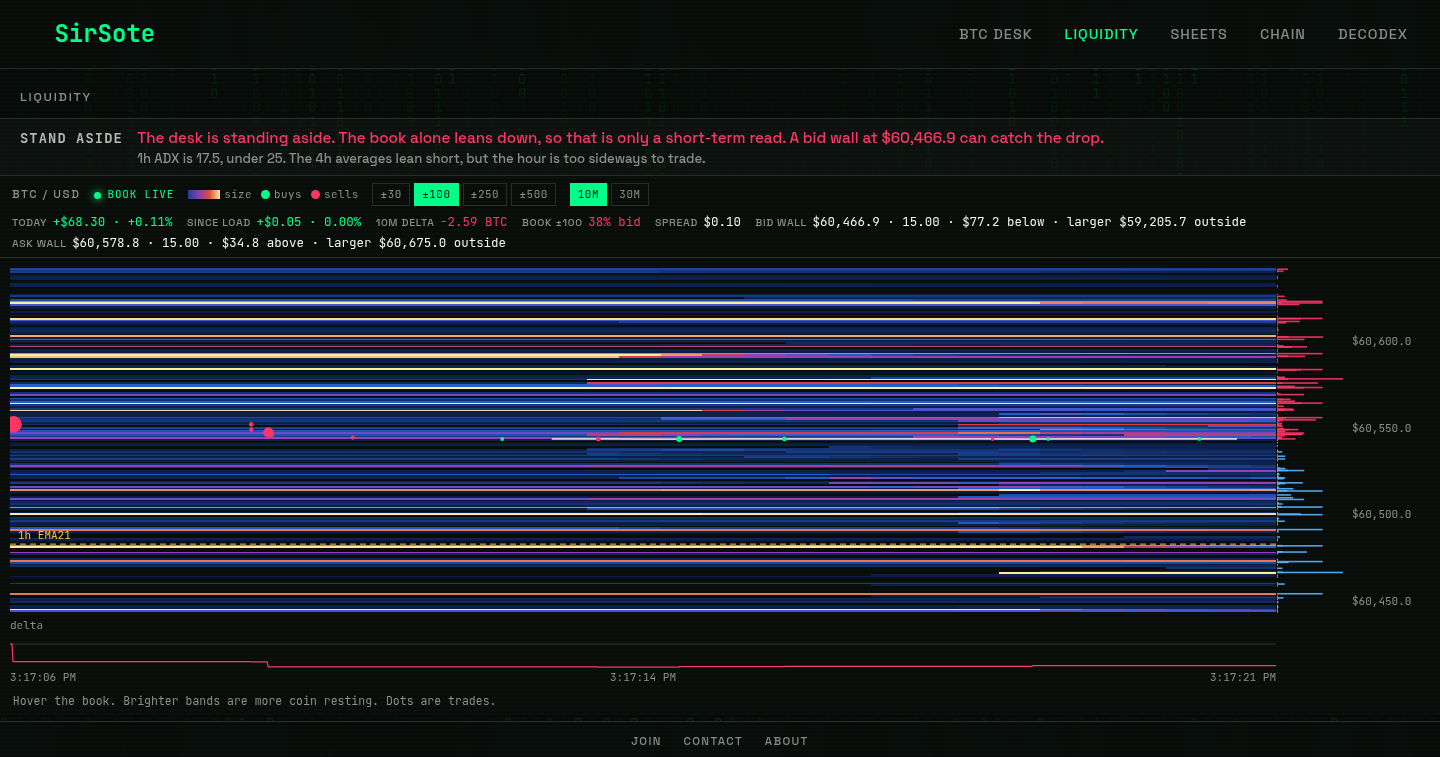 SirSote
BTC DESK LIQUIDITY SHEETS CHAIN DECODEX
LIQUIDITY
STAND ASIDE The desk is standing aside. The book alone leans down, so that is only a short-term read. A bid wall at $60,466.9 can catch the drop.
1h ADX is 17.5, under 25. The 4h averages lean short, but the hour is too sideways to trade.
BTC / USD BOOK LIVE size buys sells ±30 ±100 ±250 ±500 10M 30M
TODAY +$68.30 · +0.11% SINCE LOAD +$0.05 · 0.00% 10M DELTA -2.59 BTC BOOK ±100 38% bid SPREAD $0.10 BID WALL $60,466.9 · 15.00 · $77.2 below · larger $59,205.7 outside
ASK WALL $60,578.8 · 15.00 · $34.8 above · larger $60,675.0 outside
$60,600.0
$60,550.0
$60,500.0
1h EMA21
$60,450.0
delta
3:17:06 PM 3:17:14 PM 3:17:21 PM
Hover the book. Brighter bands are more coin resting. Dots are trades.
JOIN CONTACT ABOUT